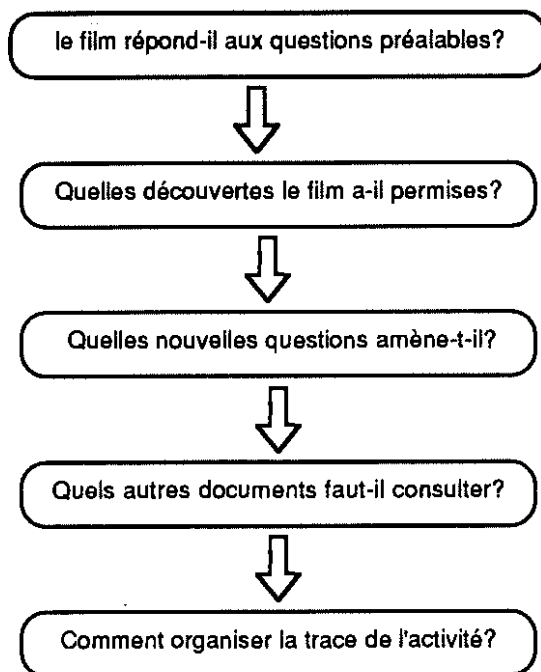 le film répond-il aux questions préalables?
Quelles découvertes le film a-il permises?
Quelles nouvelles questions amène-t-il?
Quels autres documents faut-il consulter?
Comment organiser la trace de l'activité?